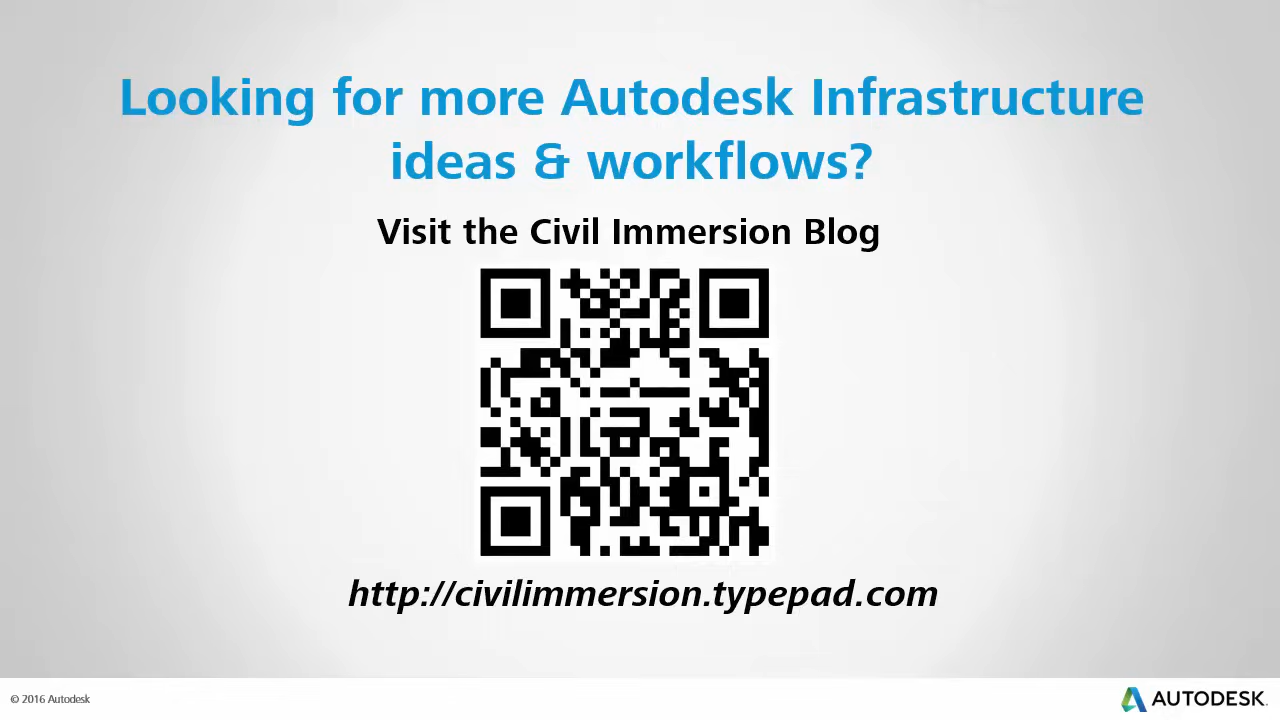 Looking for more Autodesk Infrastructure
ideas & workflows?
Visit the Civil Immersion Blog
http://civilimmersion.typepad.com
© 2016 Autodesk
AUTODESK.